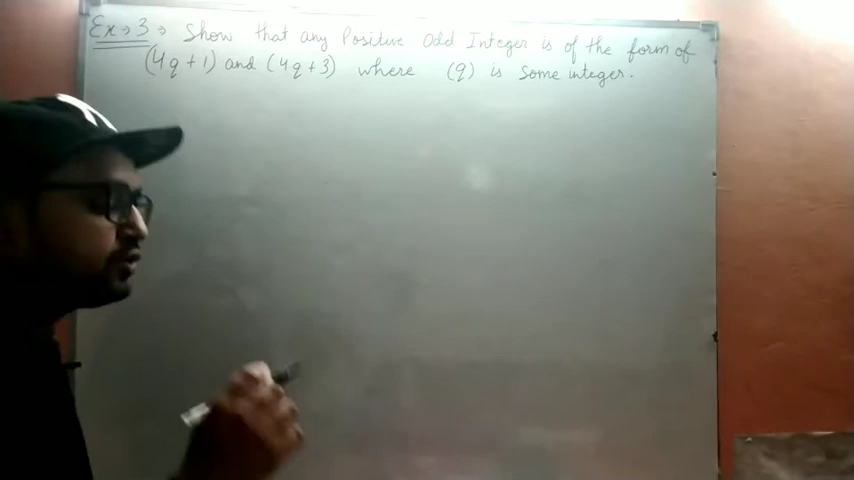 Ex → 3 → Show that any Positive Odd Integer is of the form of
(4q+1) and (4q+3) where (q) is some integer.